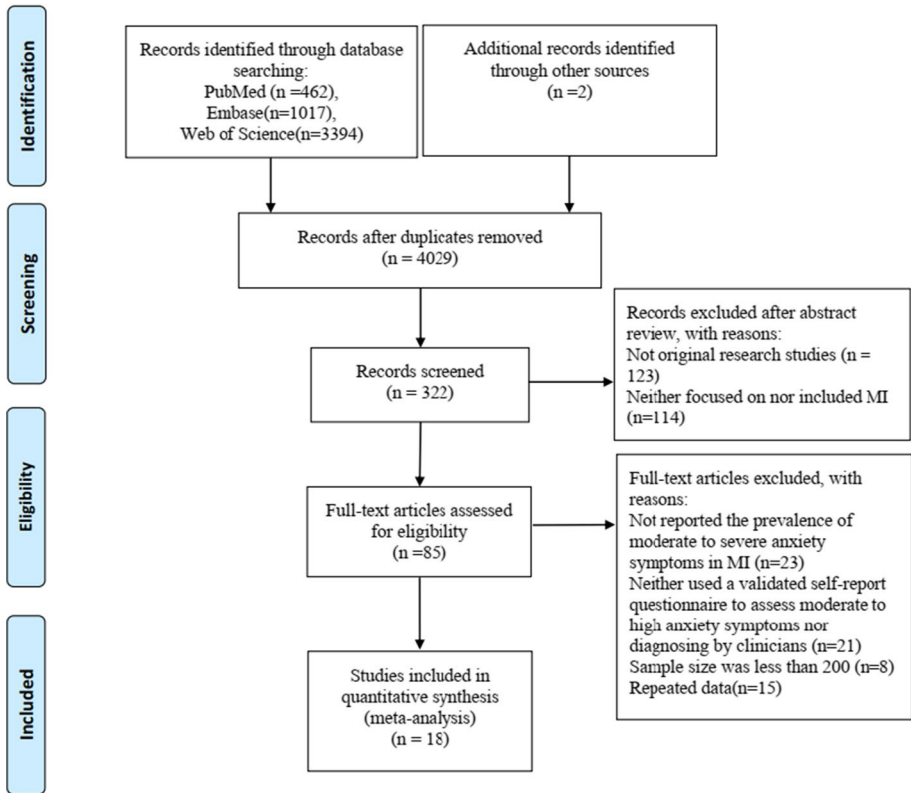 Identification
Records identified through database
searching:
PubMed (n =462),
Embase(n=1017),
Web of Science(n=3394)
Additional records identified
through other sources
(n =2)
Screening
Records after duplicates removed
(n = 4029)
Records screened
(n = 322)
Records excluded after abstract
review, with reasons:
Not original research studies (n =
123)
Neither focused on nor included MI
(n=114)
Eligibility
Full-text articles assessed
for eligibility
(n =85)
Full-text articles excluded, with
reasons:
Not reported the prevalence of
moderate to severe anxiety
symptoms in MI (n=23)
Neither used a validated self-report
questionnaire to assess moderate to
high anxiety symptoms nor
diagnosing by clinicians (n=21)
Sample size was less than 200 (n=8)
Repeated data(n=15)
Included
Studies included in
quantitative synthesis
(meta-analysis)
(n = 18)